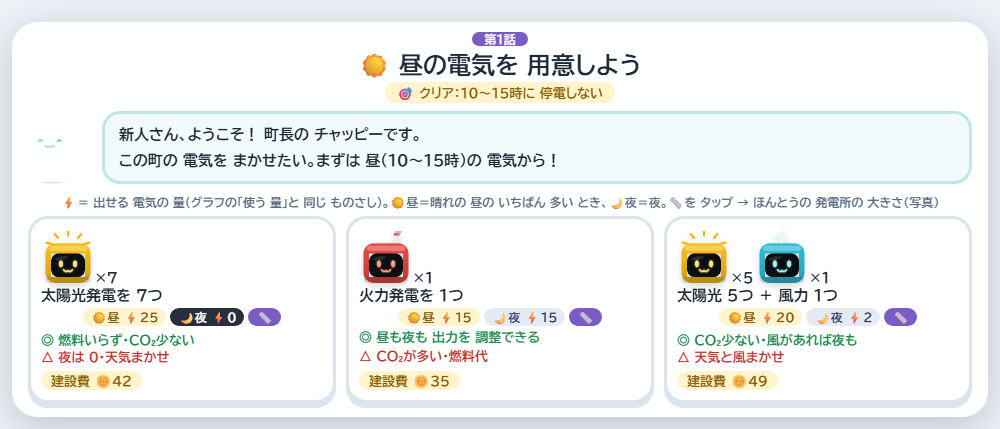 第1話
昼の電気を 用意しよう
クリア:10〜15時に 停電しない
新人さん、ようこそ! 町長の チャッピーです。
この町の 電気を まかせたい。まずは 昼(10〜15時)の 電気から!
⚡ = 出せる 電気の 量(グラフの「使う 量」と 同じ ものさし)。☀昼=晴れの 昼の いちばん 多い とき、🌙夜=夜。📏を タップ → ほんとうの 発電所の 大きさ(写真)
×7
太陽光発電を 7つ
昼 ⚡25 🌙夜 ⚡0
◎ 燃料いらず・CO₂少ない
△ 夜は 0・天気まかせ
建設費 42
×1
火力発電を 1つ
昼 ⚡15 🌙夜 ⚡15
◎ 昼も夜も 出力を 調整できる
△ CO₂が多い・燃料代
建設費 35
×5 ×1
太陽光 5つ + 風力 1つ
昼 ⚡20 🌙夜 ⚡2
◎ CO₂少ない・風があれば夜も
△ 天気と風まかせ
建設費 49